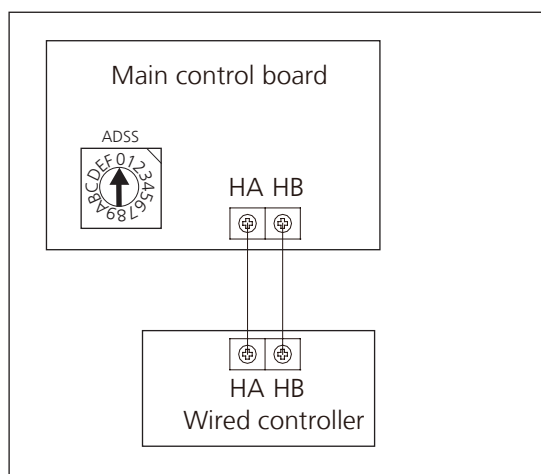 Main control board
ADSS
0123456789ABCDEF
HA HB
HA HB
Wired controller